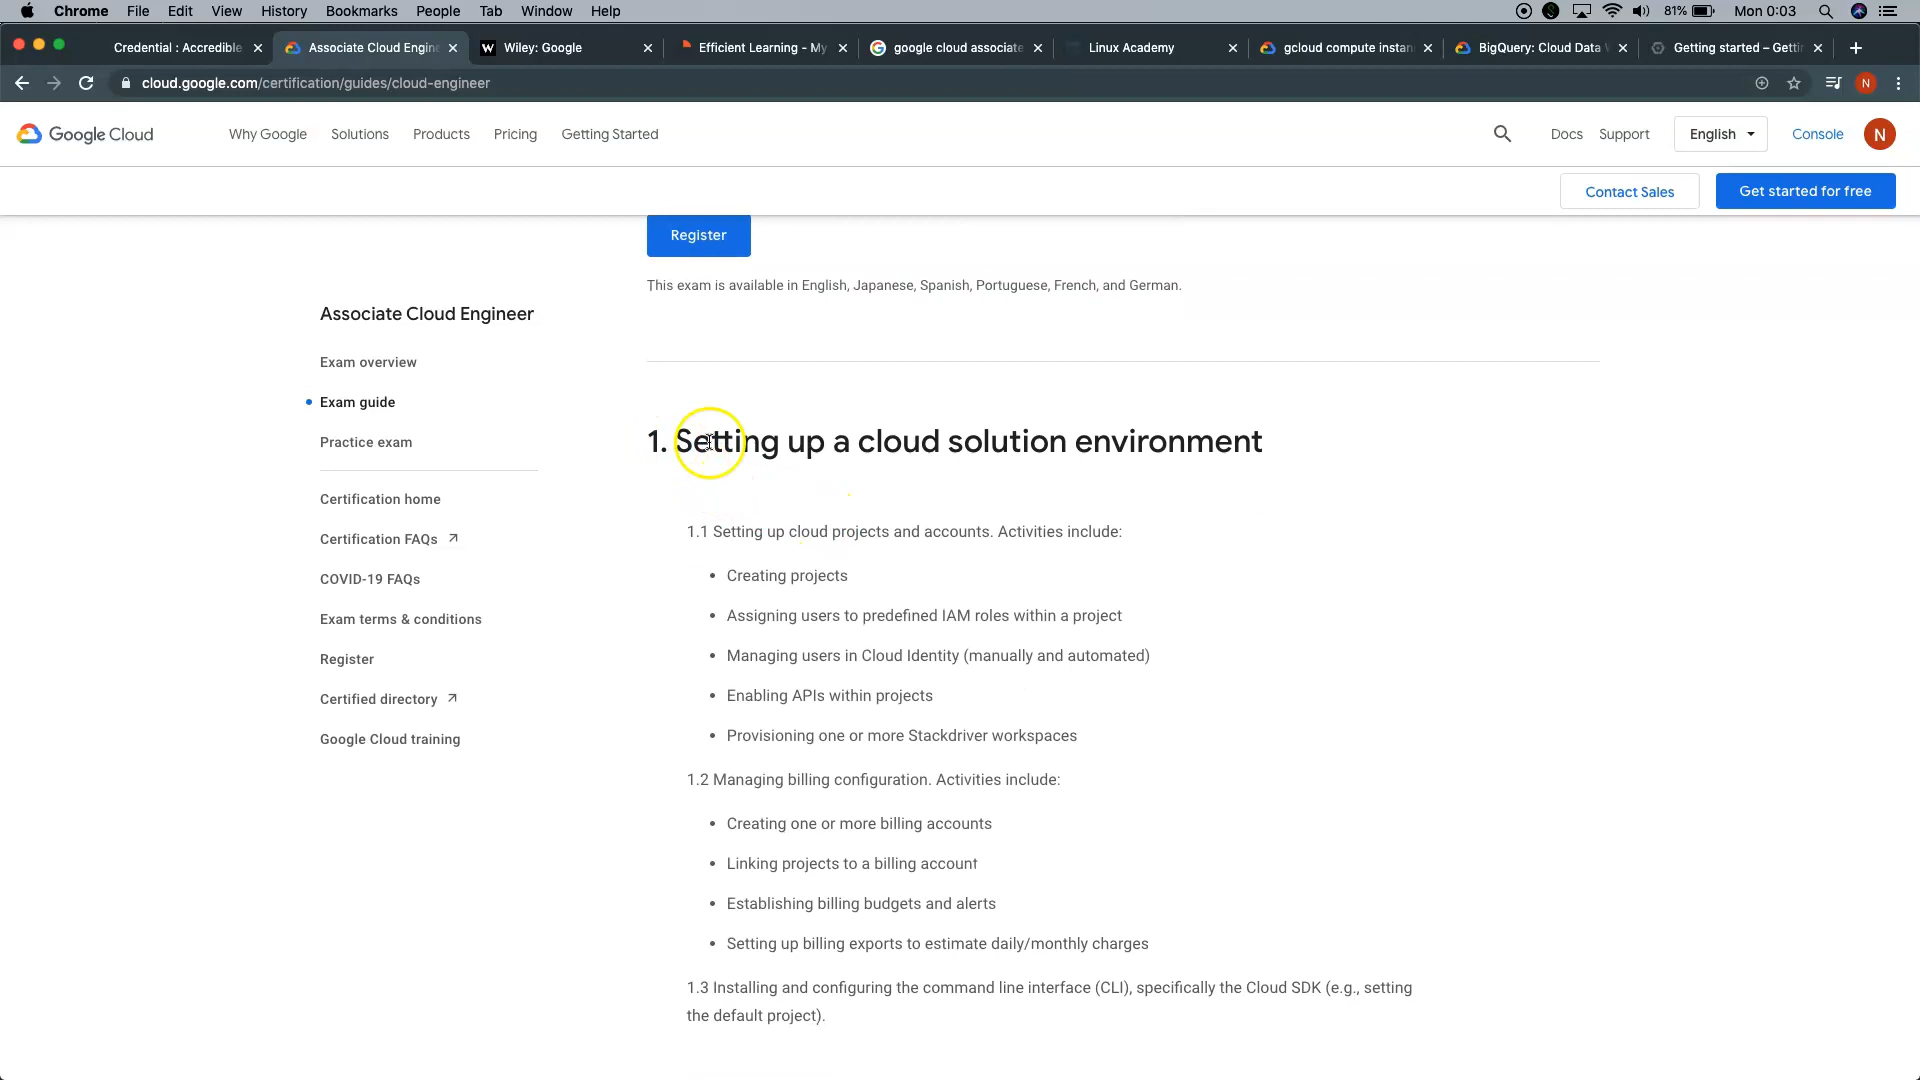 Chrome File Edit View History Bookmarks People Tab Window Help 81% Mon 0:03
Credential : Accredible
Associate Cloud Engine
W Wiley: Google
Efficient Learning - My
google cloud associate
Linux Academy
gcloud compute instan
BigQuery: Cloud Data W
Getting started – Getti
cloud.google.com/certification/guides/cloud-engineer N
Google Cloud Why Google Solutions Products Pricing Getting Started Docs Support English Console N
Contact Sales Get started for free
Register
This exam is available in English, Japanese, Spanish, Portuguese, French, and German.
Associate Cloud Engineer
Exam overview
Exam guide
Practice exam
Certification home
Certification FAQs
COVID-19 FAQs
Exam terms & conditions
Register
Certified directory
Google Cloud training
1. Setting up a cloud solution environment
1.1 Setting up cloud projects and accounts. Activities include:
• Creating projects
• Assigning users to predefined IAM roles within a project
• Managing users in Cloud Identity (manually and automated)
• Enabling APIs within projects
• Provisioning one or more Stackdriver workspaces
1.2 Managing billing configuration. Activities include:
• Creating one or more billing accounts
• Linking projects to a billing account
• Establishing billing budgets and alerts
• Setting up billing exports to estimate daily/monthly charges
1.3 Installing and configuring the command line interface (CLI), specifically the Cloud SDK (e.g., setting
the default project).